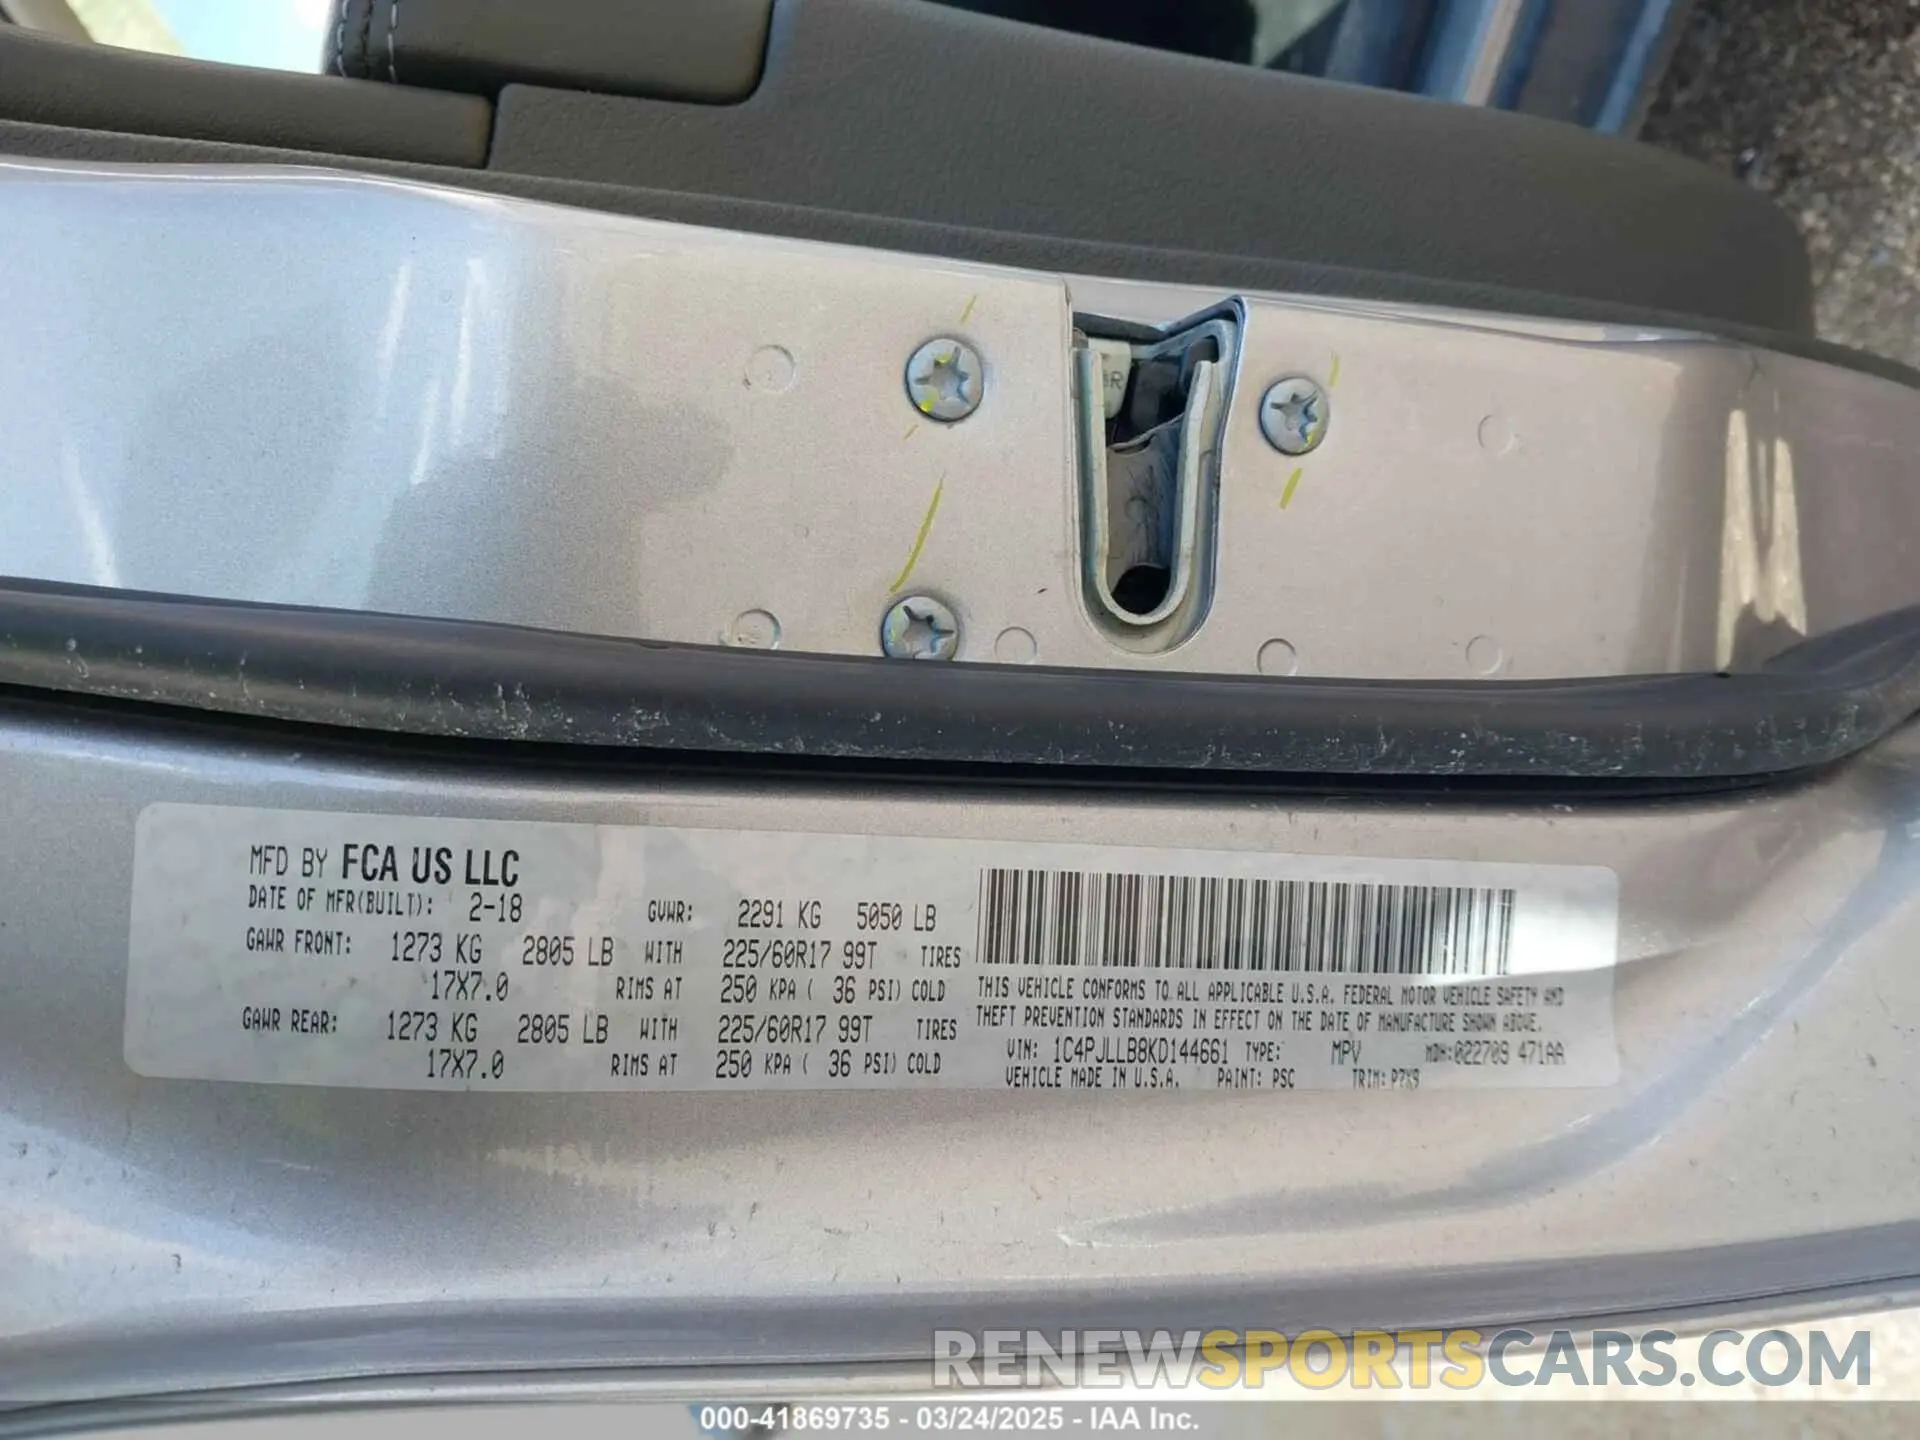 MFD BY FCA US LLC
DATE OF MFR(BUILT): 2-18 GVWR: 2291 KG 5050 LB
GAWR FRONT: 1273 KG 2805 LB WITH 225/60R17 99T TIRES
17X7.0 RIMS AT 250 KPA ( 36 PSI) COLD
GAWR REAR: 1273 KG 2805 LB WITH 225/60R17 99T TIRES
17X7.0 RIMS AT 250 KPA ( 36 PSI) COLD
THIS VEHICLE CONFORMS TO ALL APPLICABLE U.S.A. FEDERAL MOTOR VEHICLE SAFETY AND
THEFT PREVENTION STANDARDS IN EFFECT ON THE DATE OF MANUFACTURE SHOWN ABOVE.
VIN: 1C4PJLLB8KD144661 TYPE: MPV MDH:022709 471AA
VEHICLE MADE IN U.S.A. PAINT: PSC TRIM:
RENEWSPORTSCARS.COM
000-41869735 - 03/24/2025 - IAA Inc.